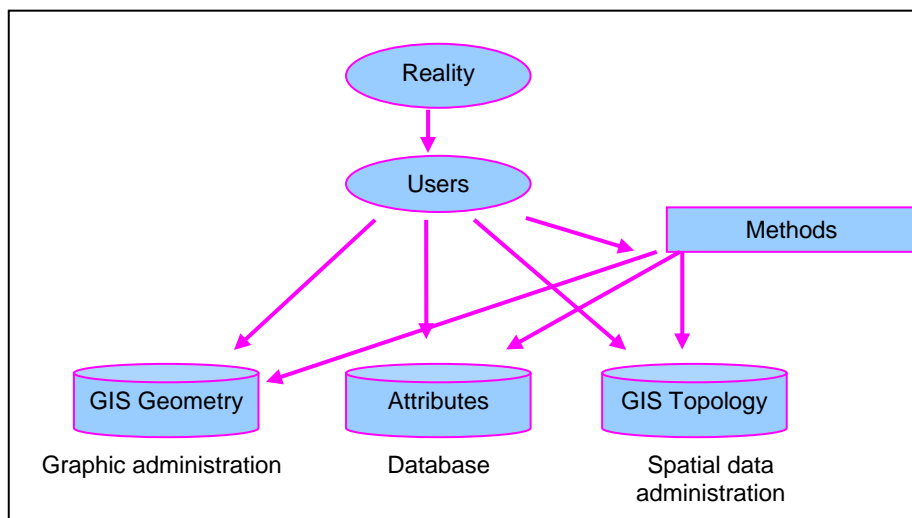 Reality
Users
Methods
GIS Geometry
Attributes
GIS Topology
Graphic administration
Database
Spatial data
administration